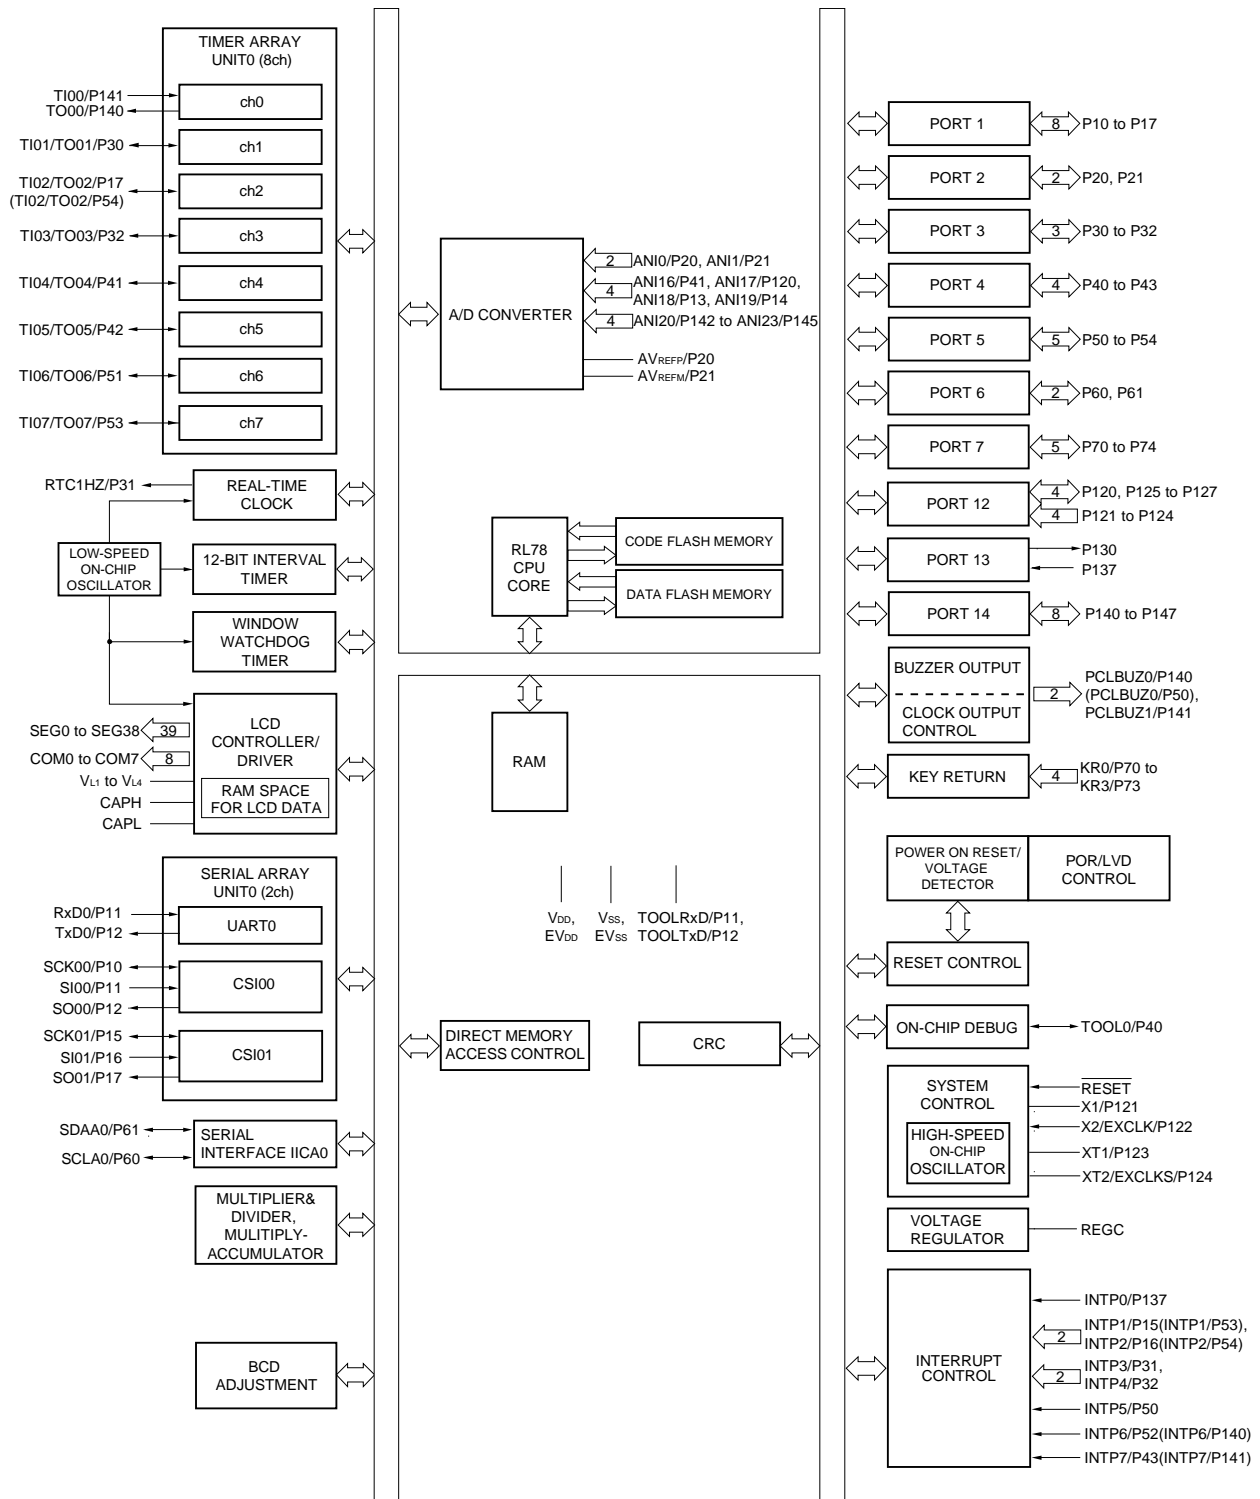 TIMER ARRAY
UNIT0 (8ch)
TI00/P141
TO00/P140
ch0
TI01/TO01/P30
ch1
TI02/TO02/P17
(TI02/TO02/P54)
ch2
TI03/TO03/P32
ch3
TI04/TO04/P41
ch4
TI05/TO05/P42
ch5
TI06/TO06/P51
ch6
TI07/TO07/P53
ch7
RTC1HZ/P31
REAL-TIME
CLOCK
LOW-SPEED
ON-CHIP
OSCILLATOR
12-BIT INTERVAL
TIMER
WINDOW
WATCHDOG
TIMER
LCD
CONTROLLER/
DRIVER
RAM SPACE
FOR LCD DATA
SEG0 to SEG38
39
COM0 to COM7
8
VL1 to VL4
CAPH
CAPL
SERIAL ARRAY
UNIT0 (2ch)
RxD0/P11
TxD0/P12
UART0
SCK00/P10
SI00/P11
SO00/P12
CSI00
SCK01/P15
SI01/P16
SO01/P17
CSI01
SDAA0/P61
SCLA0/P60
SERIAL
INTERFACE IICA0
MULTIPLIER&
DIVIDER,
MULITIPLY-
ACCUMULATOR
BCD
ADJUSTMENT
A/D CONVERTER
2
ANI0/P20, ANI1/P21
4
ANI16/P41, ANI17/P120,
ANI18/P13, ANI19/P14
4
ANI20/P142 to ANI23/P145
AVREFP/P20
AVREFM/P21
RL78
CPU
CORE
CODE FLASH MEMORY
DATA FLASH MEMORY
RAM
VDD,
EVDD
VSS,
EVSS
TOOLRxD/P11,
TOOLTxD/P12
DIRECT MEMORY
ACCESS CONTROL
CRC
PORT 1
8
P10 to P17
PORT 2
2
P20, P21
PORT 3
3
P30 to P32
PORT 4
4
P40 to P43
PORT 5
5
P50 to P54
PORT 6
2
P60, P61
PORT 7
5
P70 to P74
PORT 12
4
P120, P125 to P127
4
P121 to P124
PORT 13
P130
P137
PORT 14
8
P140 to P147
BUZZER OUTPUT
CLOCK OUTPUT
CONTROL
2
PCLBUZ0/P140
(PCLBUZ0/P50),
PCLBUZ1/P141
KEY RETURN
4
KR0/P70 to
KR3/P73
POWER ON RESET/
VOLTAGE
DETECTOR
POR/LVD
CONTROL
RESET CONTROL
ON-CHIP DEBUG
TOOL0/P40
SYSTEM
CONTROL
HIGH-SPEED
ON-CHIP
OSCILLATOR
RESET
X1/P121
X2/EXCLK/P122
XT1/P123
XT2/EXCLKS/P124
VOLTAGE
REGULATOR
REGC
INTERRUPT
CONTROL
INTP0/P137
2
INTP1/P15(INTP1/P53),
INTP2/P16(INTP2/P54)
2
INTP3/P31,
INTP4/P32
INTP5/P50
INTP6/P52(INTP6/P140)
INTP7/P43(INTP7/P141)